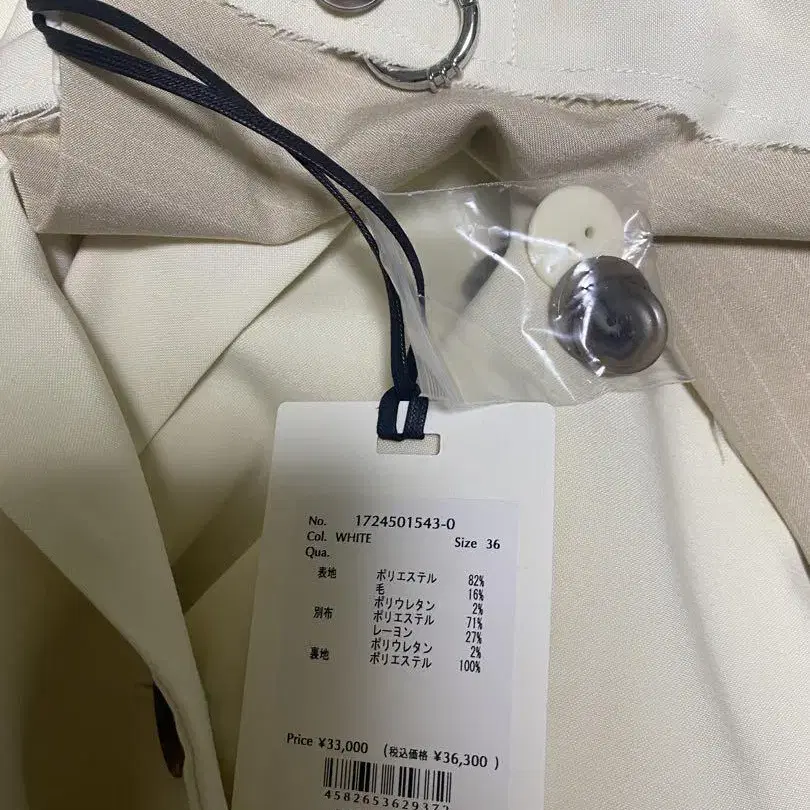 No. 1724501543-0
Col. WHITE Size 36
Qua.
表地 ポリエステル 82%
毛 16%
ポリウレタン 2%
別布 ポリエステル 71%
レーヨン 27%
ポリウレタン 2%
裏地 ポリエステル 100%
Price ¥33,000 (税込価格 ¥36,300 )